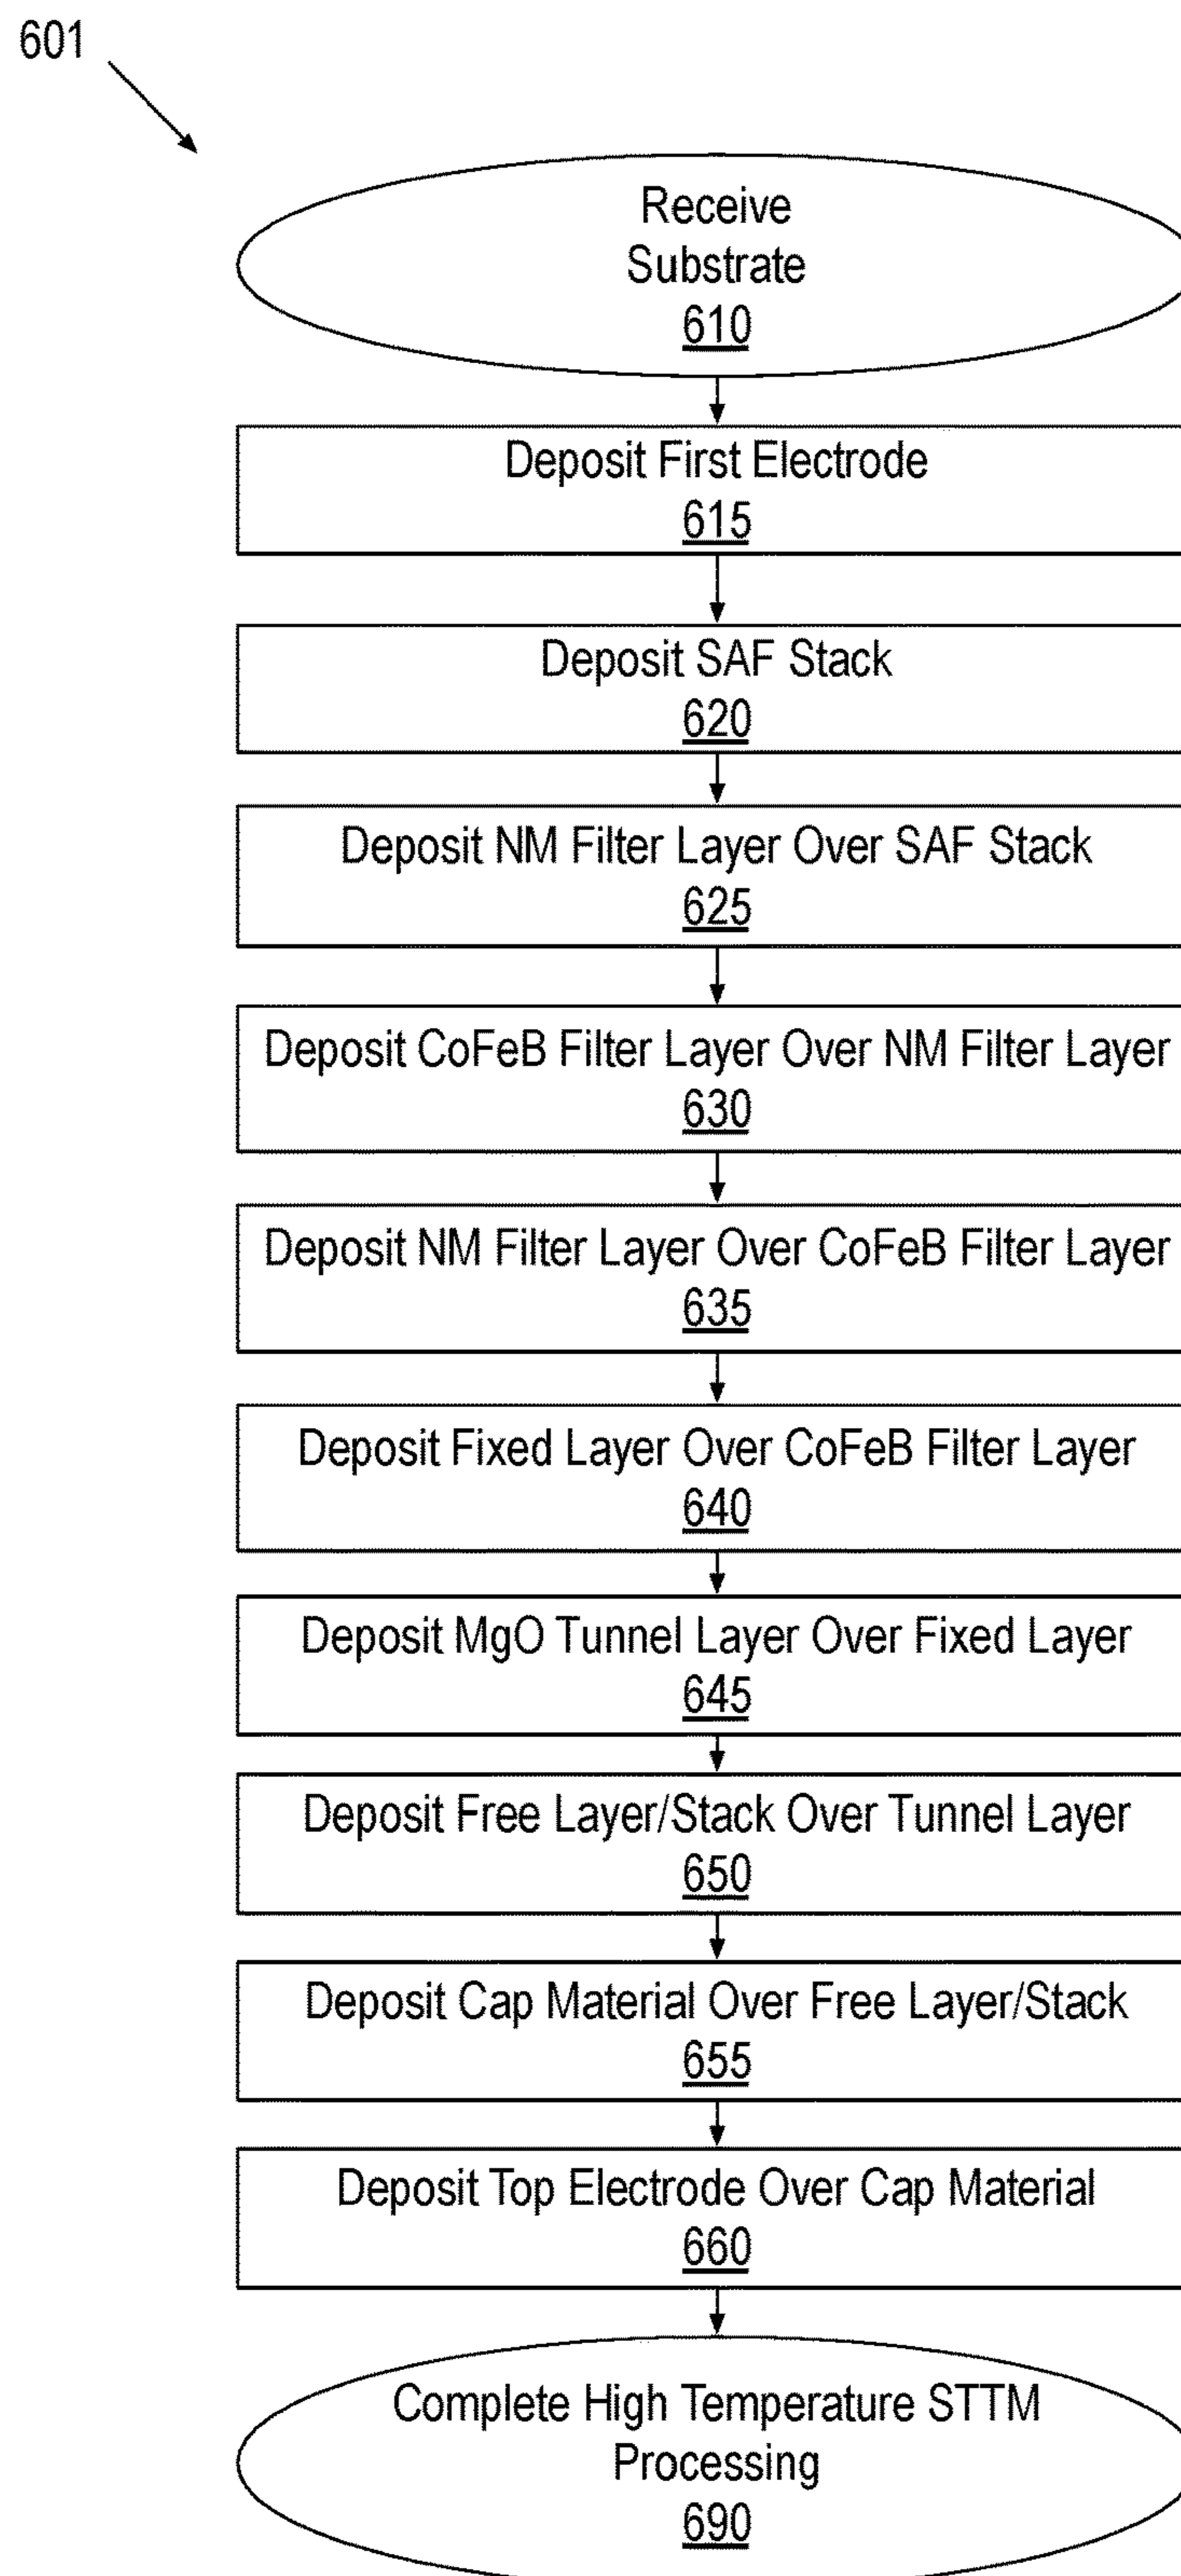 601
Receive
Substrate
610
Deposit First Electrode
615
Deposit SAF Stack
620
Deposit NM Filter Layer Over SAF Stack
625
Deposit CoFeB Filter Layer Over NM Filter Layer
630
Deposit NM Filter Layer Over CoFeB Filter Layer
635
Deposit Fixed Layer Over CoFeB Filter Layer
640
Deposit MgO Tunnel Layer Over Fixed Layer
645
Deposit Free Layer/Stack Over Tunnel Layer
650
Deposit Cap Material Over Free Layer/Stack
655
Deposit Top Electrode Over Cap Material
660
Complete High Temperature STTM
Processing
690